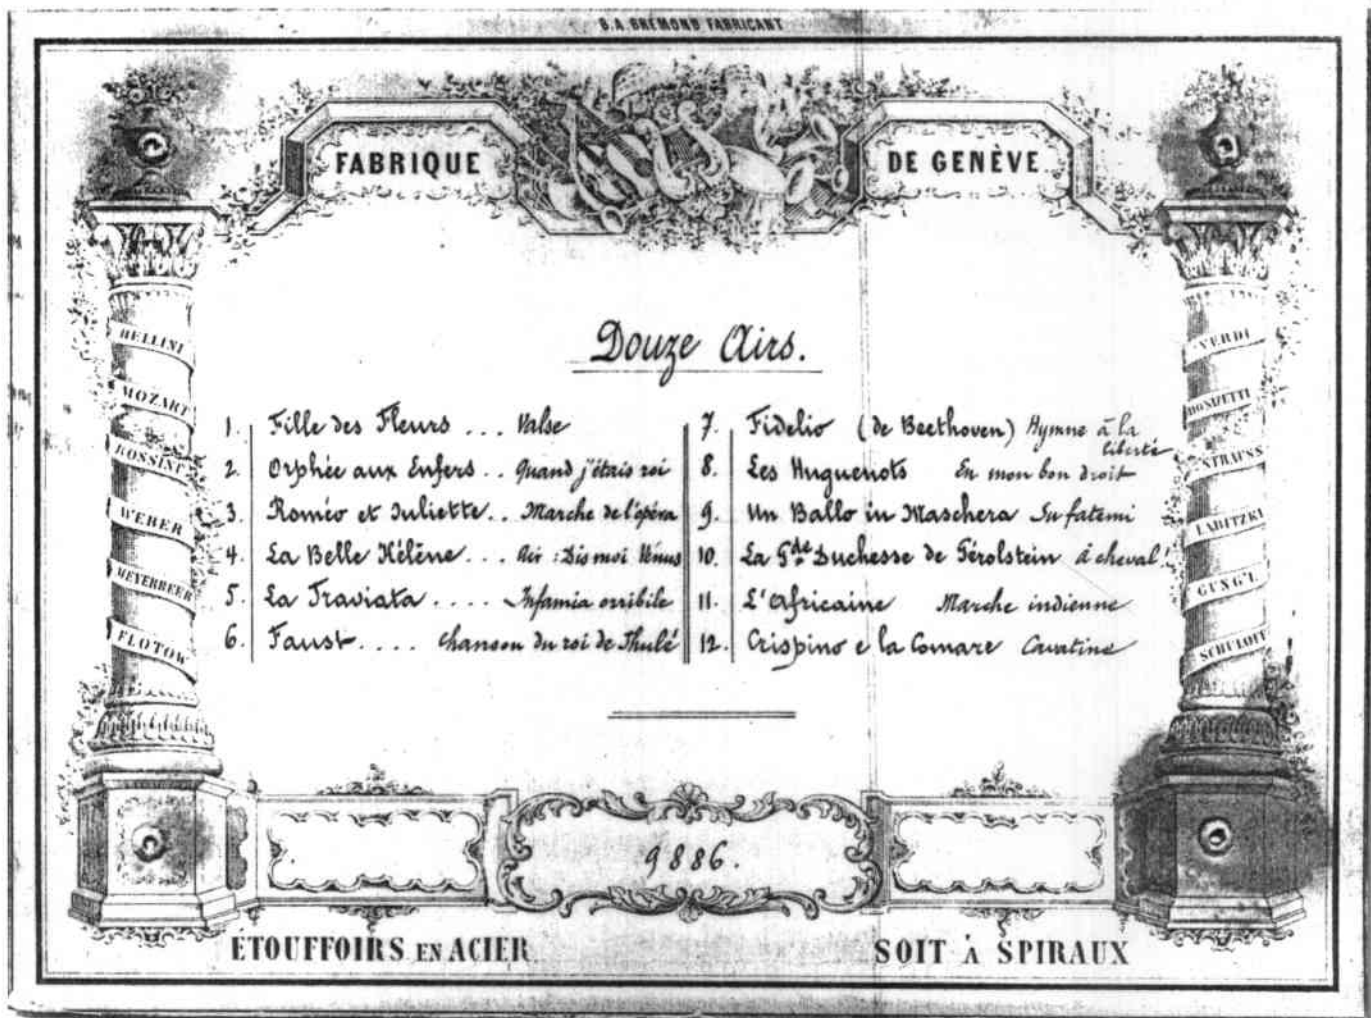 B.A. BREMOND FABRICANT
FABRIQUE DE GENÈVE
Douze Airs.
1. Fille des Fleurs ... Valse
2. Orphée aux Enfers .. Quand j'étais roi
3. Roméo et Juliette .. Marche de l'opéra
4. La Belle Hélène ... Air : Dis moi Vénus
5. La Traviata .... Infamia orribile
6. Faust .... Chanson du roi de Thulé
7. Fidelio (de Beethoven) Hymne à la
liberté
8. Les Huguenots En mon bon droit
9. Un Ballo in Maschera Su fatemi
10. La Gde Duchesse de Gérolstein à cheval!
11. L'Africaine Marche indienne
12. Crispino e la Comare Cavatine
BELLINI
MOZART
ROSSINI
WEBER
MEYERBEER
FLOTOW
VERDI
DONIZETTI
STRAUSS
LABITZKI
GUNG'L
9886.
ETOUFFOIRS EN ACIER
SOIT À SPIRAUX